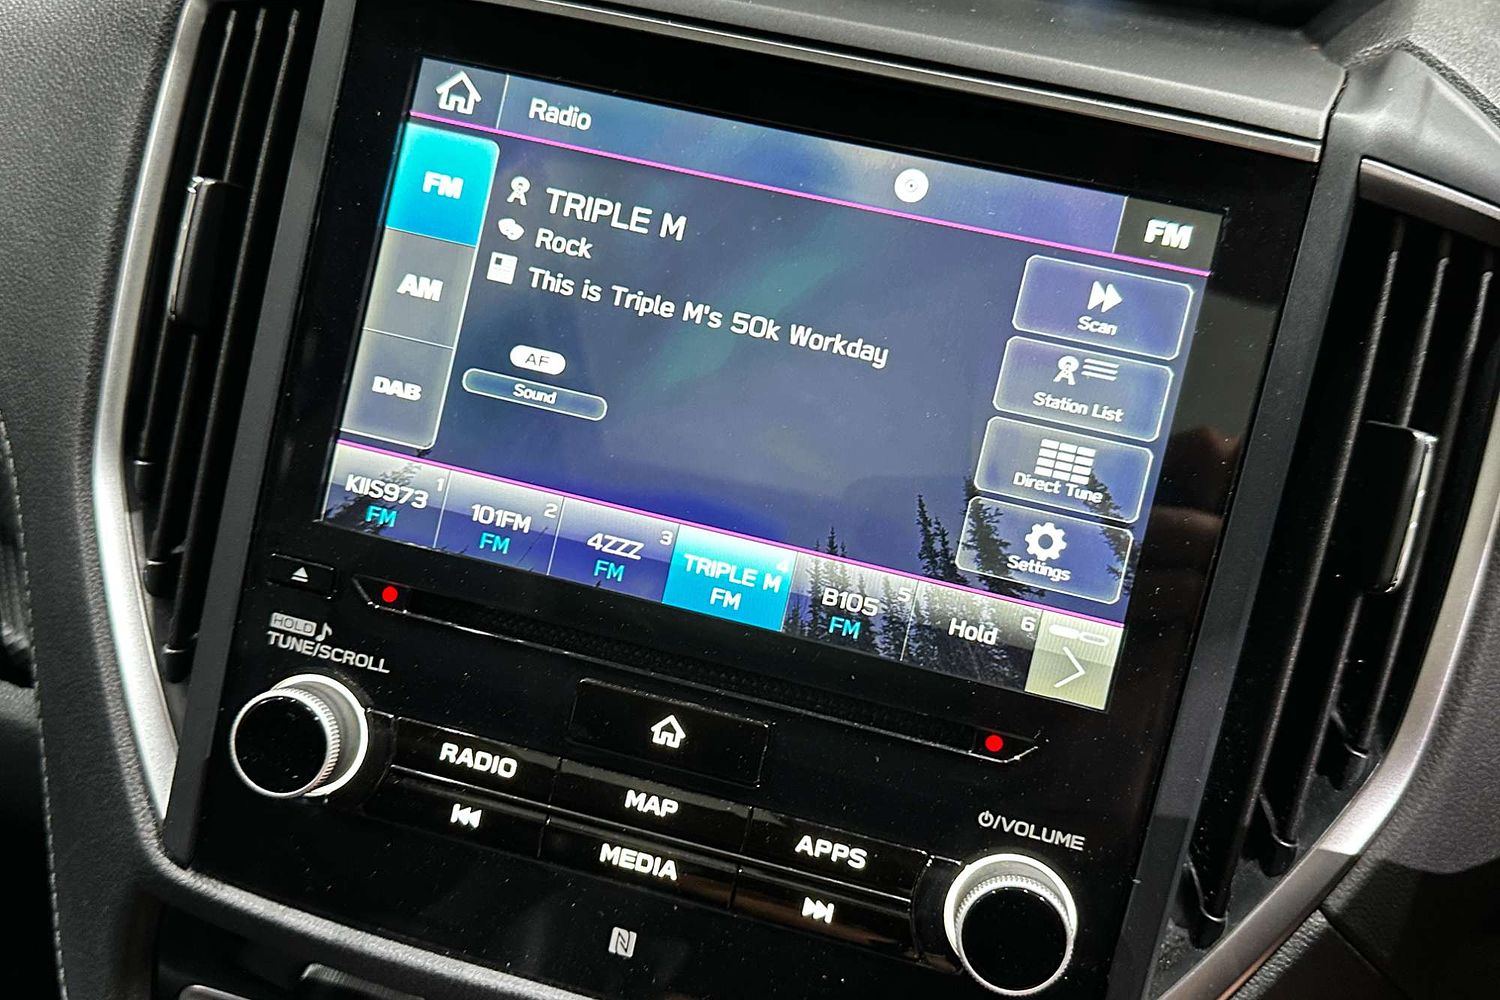 Radio
FM
FM
AM
DAB
TRIPLE M
Rock
This is Triple M's 50k Workday
AF
Sound
Scan
Station List
Direct Tune
Settings
KIIS973 1
FM
101FM 2
FM
4ZZZ 3
FM
TRIPLE M 4
FM
B105 5
FM
Hold 6
HOLD
TUNE/SCROLL
RADIO
MAP
APPS
MEDIA
/VOLUME
N